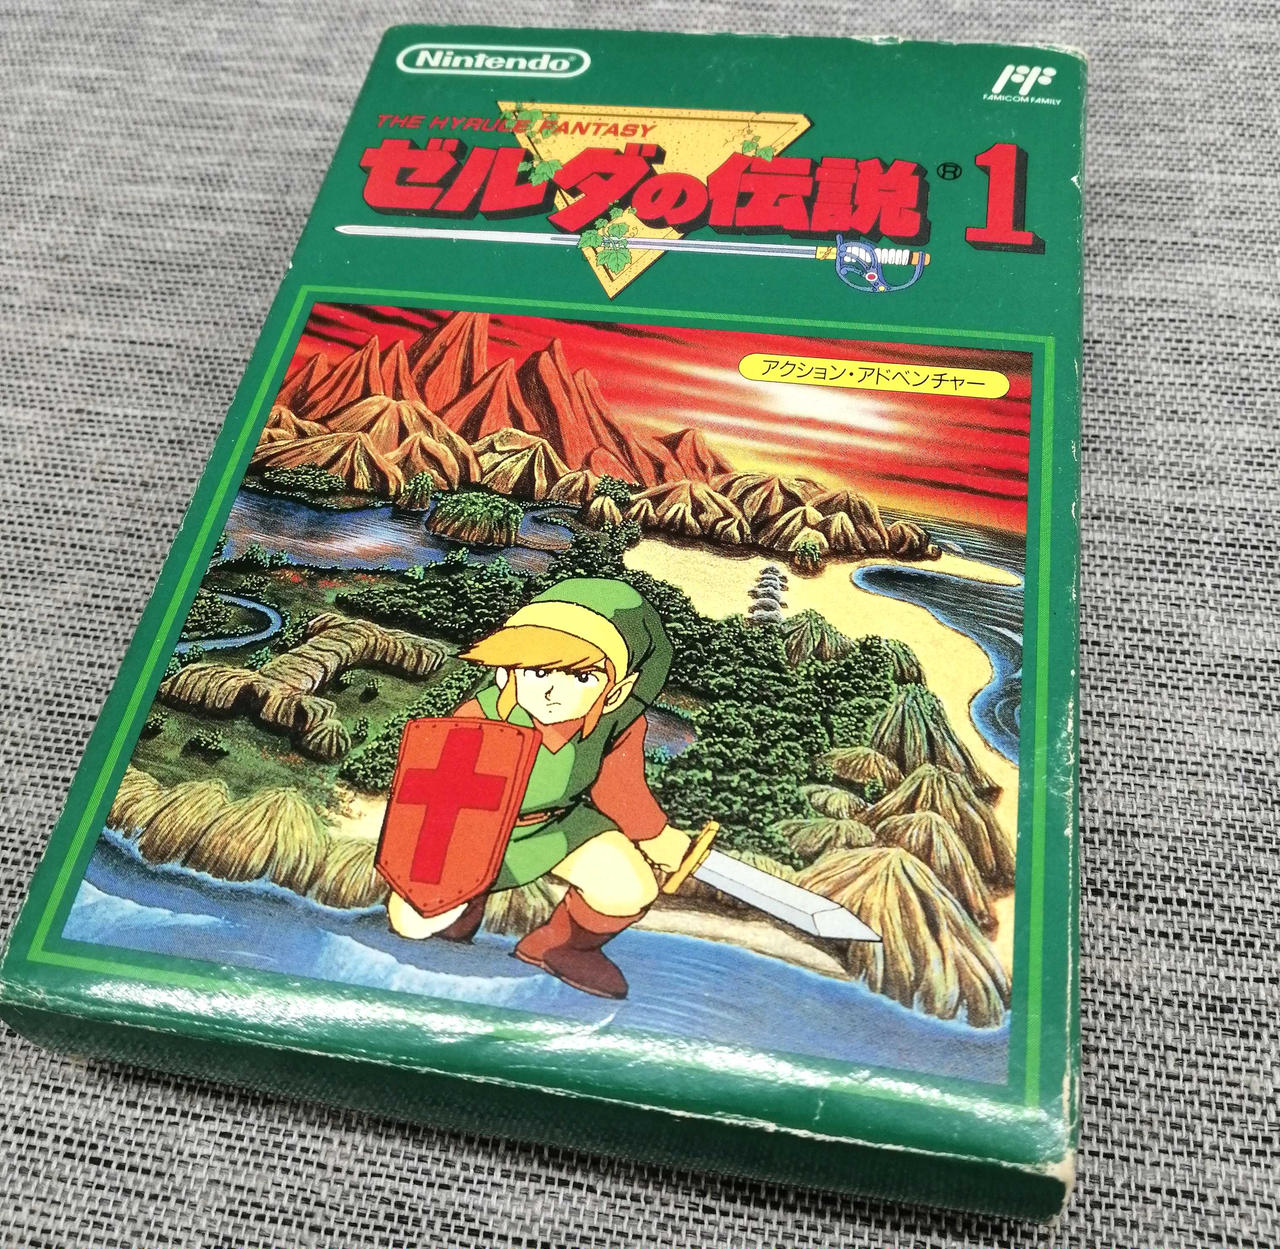 Nintendo®
FF
FAMICOM FAMILY
THE HYRULE FANTASY
ゼルダの伝説® 1
アクション・アドベンチャー